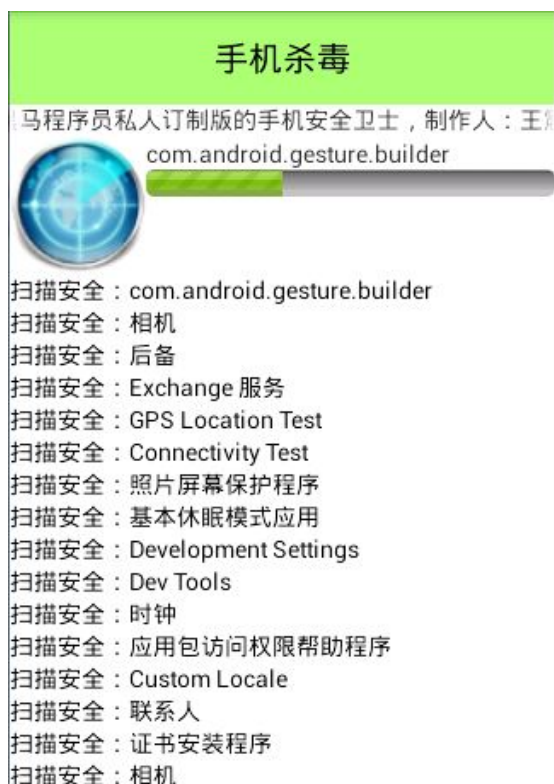 手机杀毒
马程序员私人订制版的手机安全卫士，制作人：王
com.android.gesture.builder
扫描安全：com.android.gesture.builder
扫描安全：相机
扫描安全：后备
扫描安全：Exchange 服务
扫描安全：GPS Location Test
扫描安全：Connectivity Test
扫描安全：照片屏幕保护程序
扫描安全：基本休眠模式应用
扫描安全：Development Settings
扫描安全：Dev Tools
扫描安全：时钟
扫描安全：应用包访问权限帮助程序
扫描安全：Custom Locale
扫描安全：联系人
扫描安全：证书安装程序
扫描安全：相机